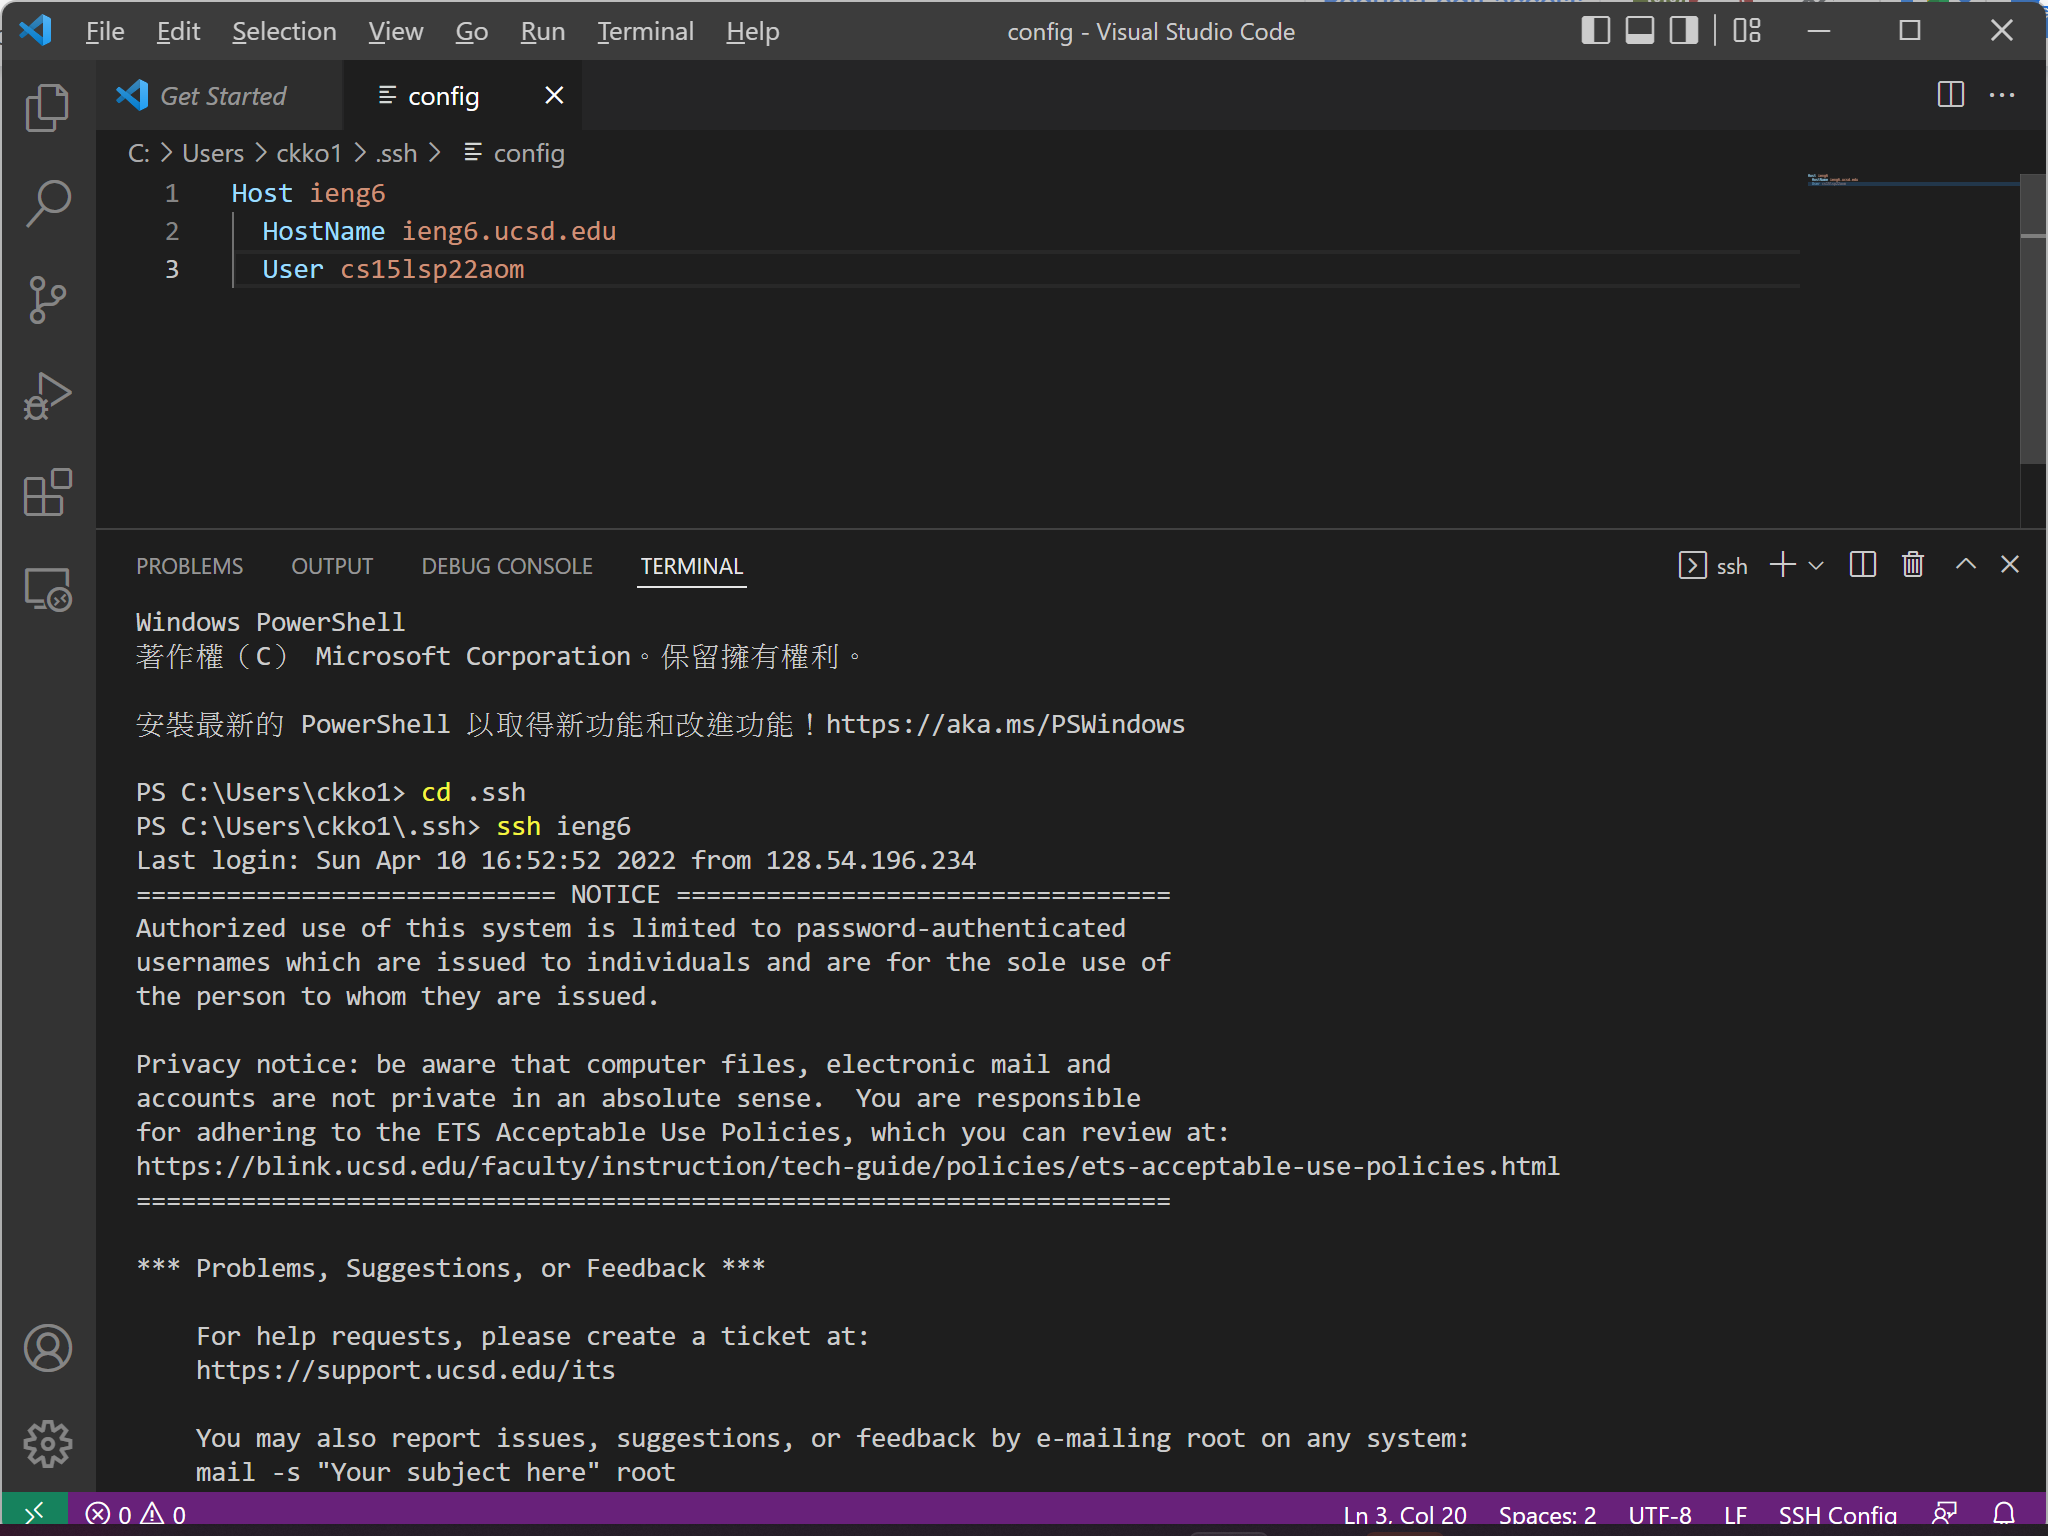 File Edit Selection View Go Run Terminal Help config - Visual Studio Code
Get Started config
C: > Users > ckko1 > .ssh > config
1 Host ieng6
2 HostName ieng6.ucsd.edu
3 User cs15lsp22aom
PROBLEMS OUTPUT DEBUG CONSOLE TERMINAL ssh
Windows PowerShell
著作權（C） Microsoft Corporation。保留擁有權利。
安裝最新的 PowerShell 以取得新功能和改進功能！https://aka.ms/PSWindows
PS C:\Users\ckko1> cd .ssh
PS C:\Users\ckko1\.ssh> ssh ieng6
Last login: Sun Apr 10 16:52:52 2022 from 128.54.196.234
============================ NOTICE =================================
Authorized use of this system is limited to password-authenticated
usernames which are issued to individuals and are for the sole use of
the person to whom they are issued.
Privacy notice: be aware that computer files, electronic mail and
accounts are not private in an absolute sense.  You are responsible
for adhering to the ETS Acceptable Use Policies, which you can review at:
https://blink.ucsd.edu/faculty/instruction/tech-guide/policies/ets-acceptable-use-policies.html
=====================================================================
*** Problems, Suggestions, or Feedback ***
For help requests, please create a ticket at:
https://support.ucsd.edu/its
You may also report issues, suggestions, or feedback by e-mailing root on any system:
mail -s "Your subject here" root
0 0 Ln 3, Col 20 Spaces: 2 UTF-8 LF SSH Config